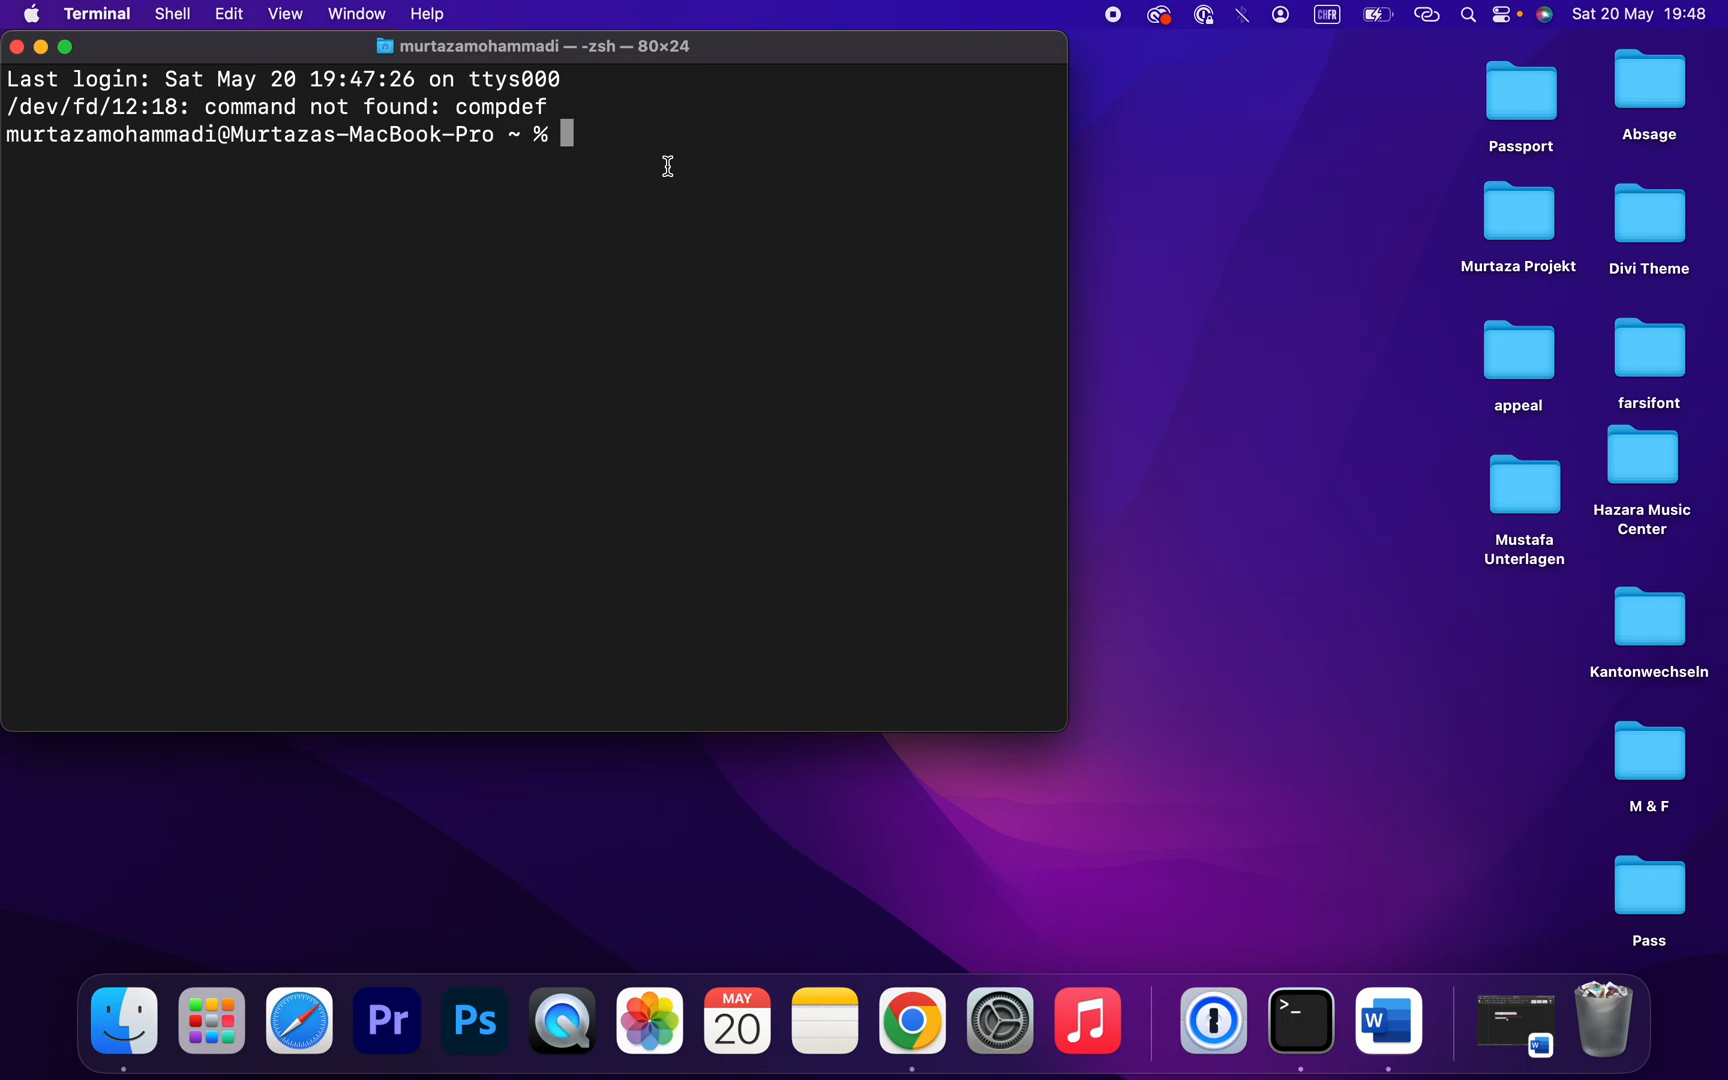 Terminal Shell Edit View Window Help
Sat 20 May 19:48
murtazamohammadi — -zsh — 80×24
Last login: Sat May 20 19:47:26 on ttys000
/dev/fd/12:18: command not found: compdef
murtazamohammadi@Murtazas-MacBook-Pro ~ %
Passport
Absage
Murtaza Projekt
Divi Theme
appeal
farsifont
Mustafa
Unterlagen
Hazara Music
Center
Kantonwechseln
M & F
Pass
Pr
Ps
MAY
20
>_
W